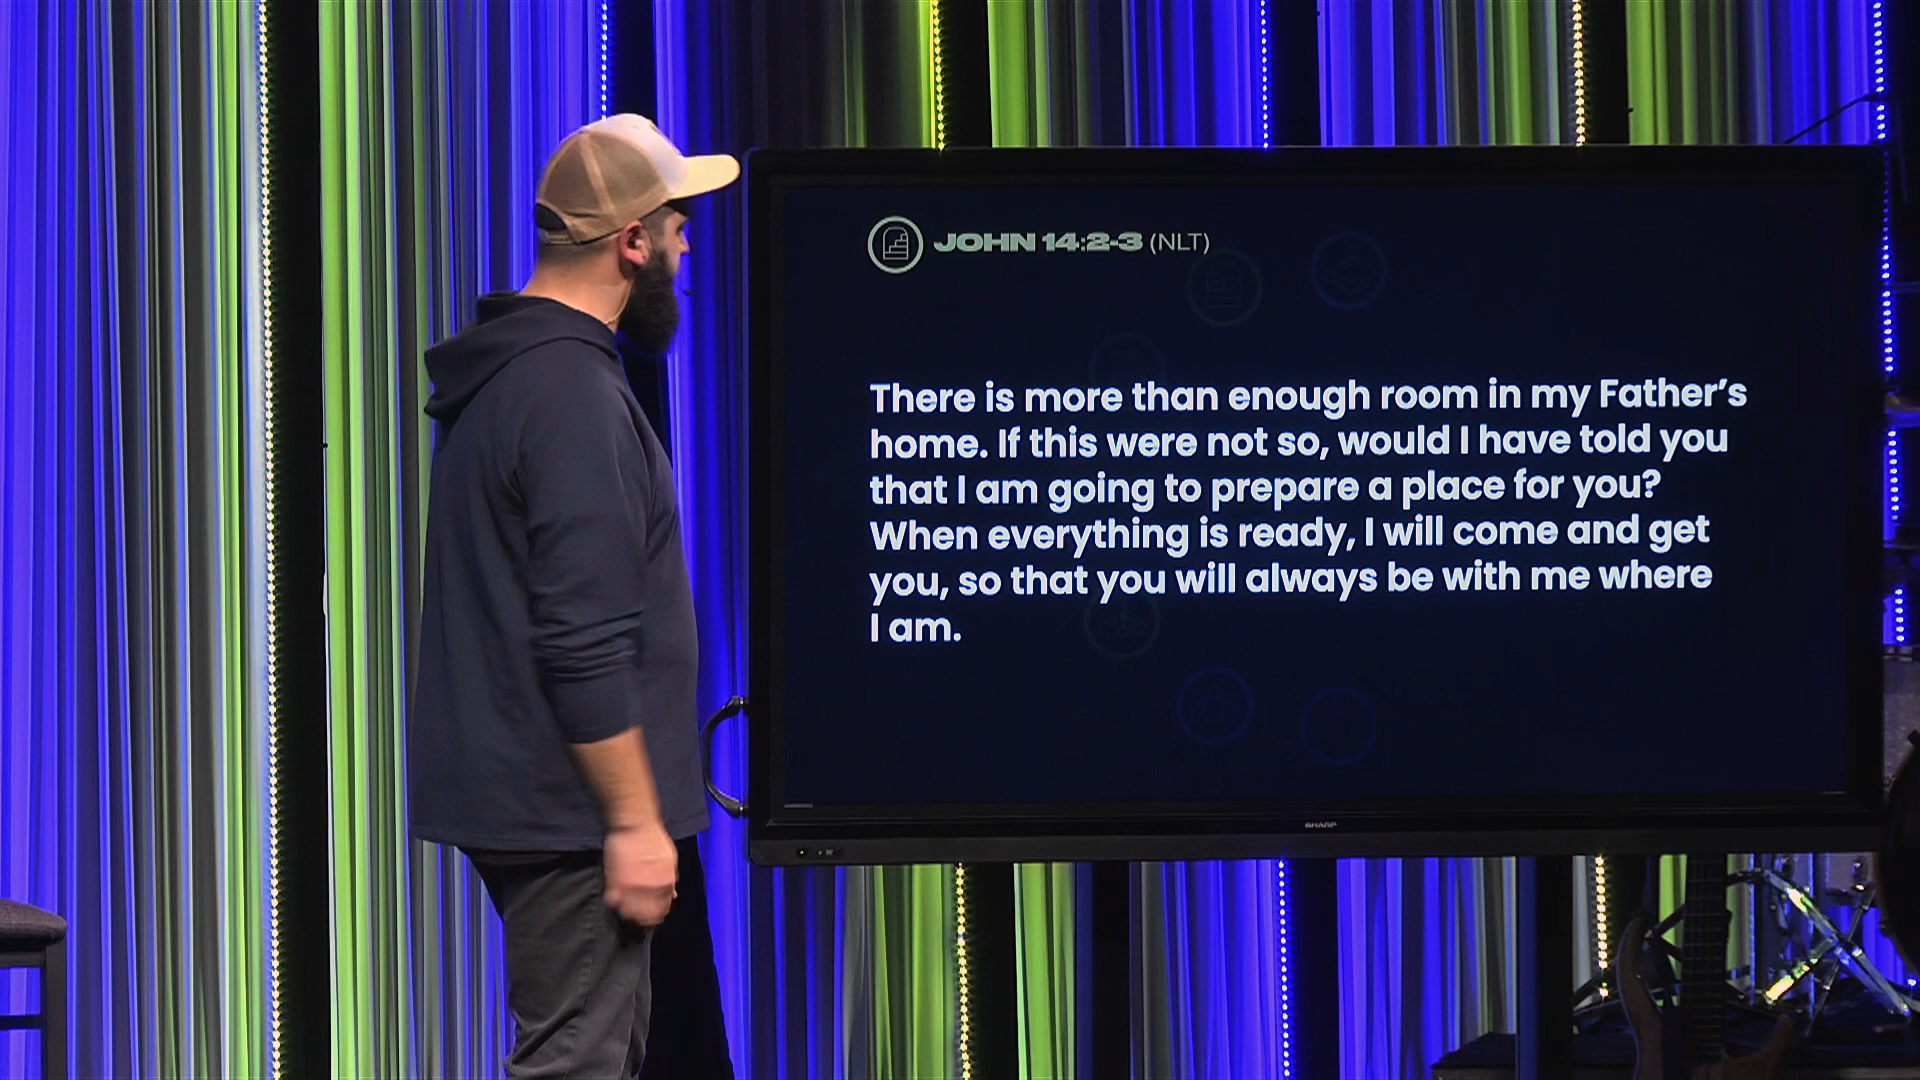 JOHN 14:2-3 (NLT)
There is more than enough room in my Father's
home. If this were not so, would I have told you
that I am going to prepare a place for you?
When everything is ready, I will come and get
you, so that you will always be with me where
I am.
SHARP